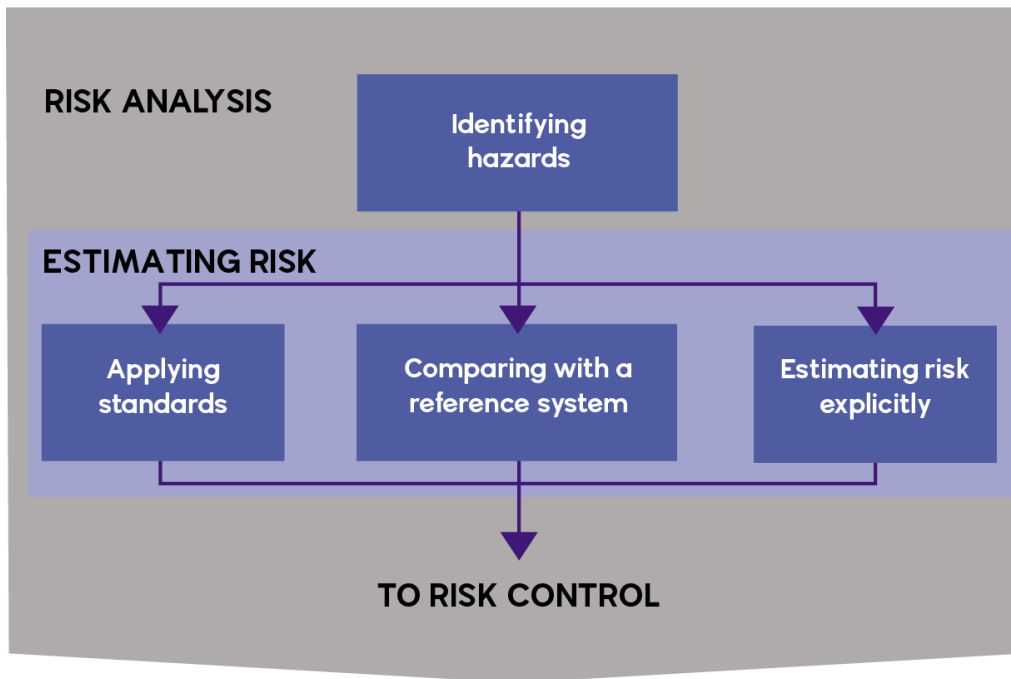 RISK ANALYSIS
Identifying
hazards
ESTIMATING RISK
Applying
standards
Comparing with a
reference system
Estimating risk
explicitly
TO RISK CONTROL